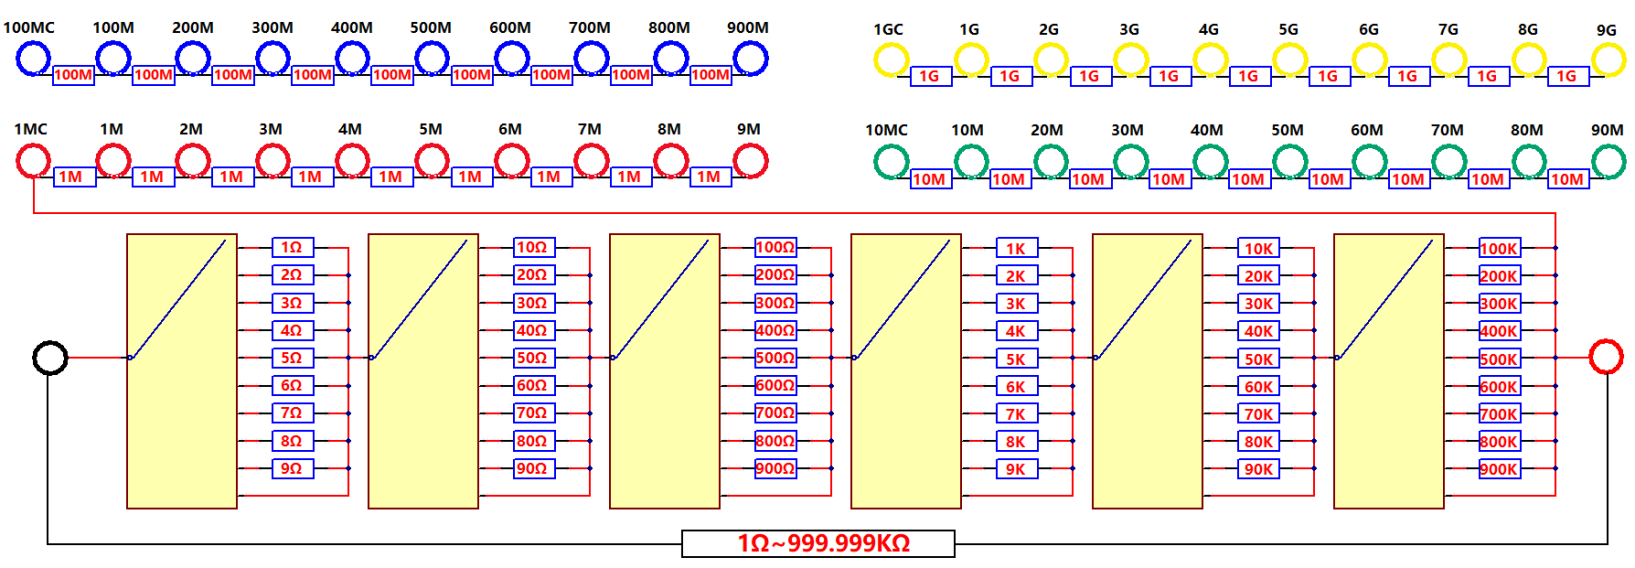 100MC 100M 200M 300M 400M 500M 600M 700M 800M 900M
100M 100M 100M 100M 100M 100M 100M 100M 100M
1GC 1G 2G 3G 4G 5G 6G 7G 8G 9G
1G 1G 1G 1G 1G 1G 1G 1G 1G
1MC 1M 2M 3M 4M 5M 6M 7M 8M 9M
1M 1M 1M 1M 1M 1M 1M 1M 1M
10MC 10M 20M 30M 40M 50M 60M 70M 80M 90M
10M 10M 10M 10M 10M 10M 10M 10M 10M
1Ω 10Ω 100Ω 1K 10K 100K
2Ω 20Ω 200Ω 2K 20K 200K
3Ω 30Ω 300Ω 3K 30K 300K
4Ω 40Ω 400Ω 4K 40K 400K
5Ω 50Ω 500Ω 5K 50K 500K
6Ω 60Ω 600Ω 6K 60K 600K
7Ω 70Ω 700Ω 7K 70K 700K
8Ω 80Ω 800Ω 8K 80K 800K
9Ω 90Ω 900Ω 9K 90K 900K
1Ω~999.999KΩ